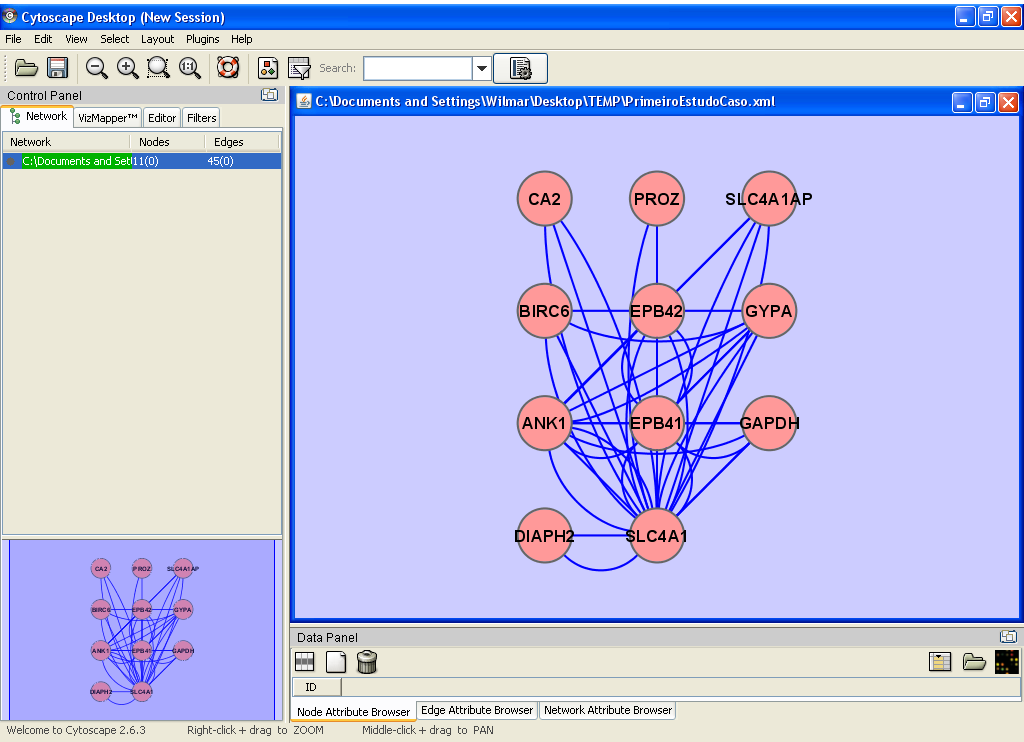 Cytoscape Desktop (New Session)
File Edit View Select Layout Plugins Help
1:1 Search:
Control Panel
Network VizMapper™ Editor Filters
Network Nodes Edges
C:\Documents and Set 11(0) 45(0)
C:\Documents and Settings\Wilmar\Desktop\TEMP\PrimeiroEstudoCaso.xml
CA2 PROZ SLC4A1AP
BIRC6 EPB42 GYPA
ANK1 EPB41 GAPDH
DIAPH2 SLC4A1
CA2 PROZ SLC4A1AP
BIRC6 EPB42 GYPA
ANK1 EPB41 GAPDH
DIAPH2 SLC4A1
Data Panel
ID
Node Attribute Browser Edge Attribute Browser Network Attribute Browser
Welcome to Cytoscape 2.6.3 Right-click + drag to ZOOM Middle-click + drag to PAN